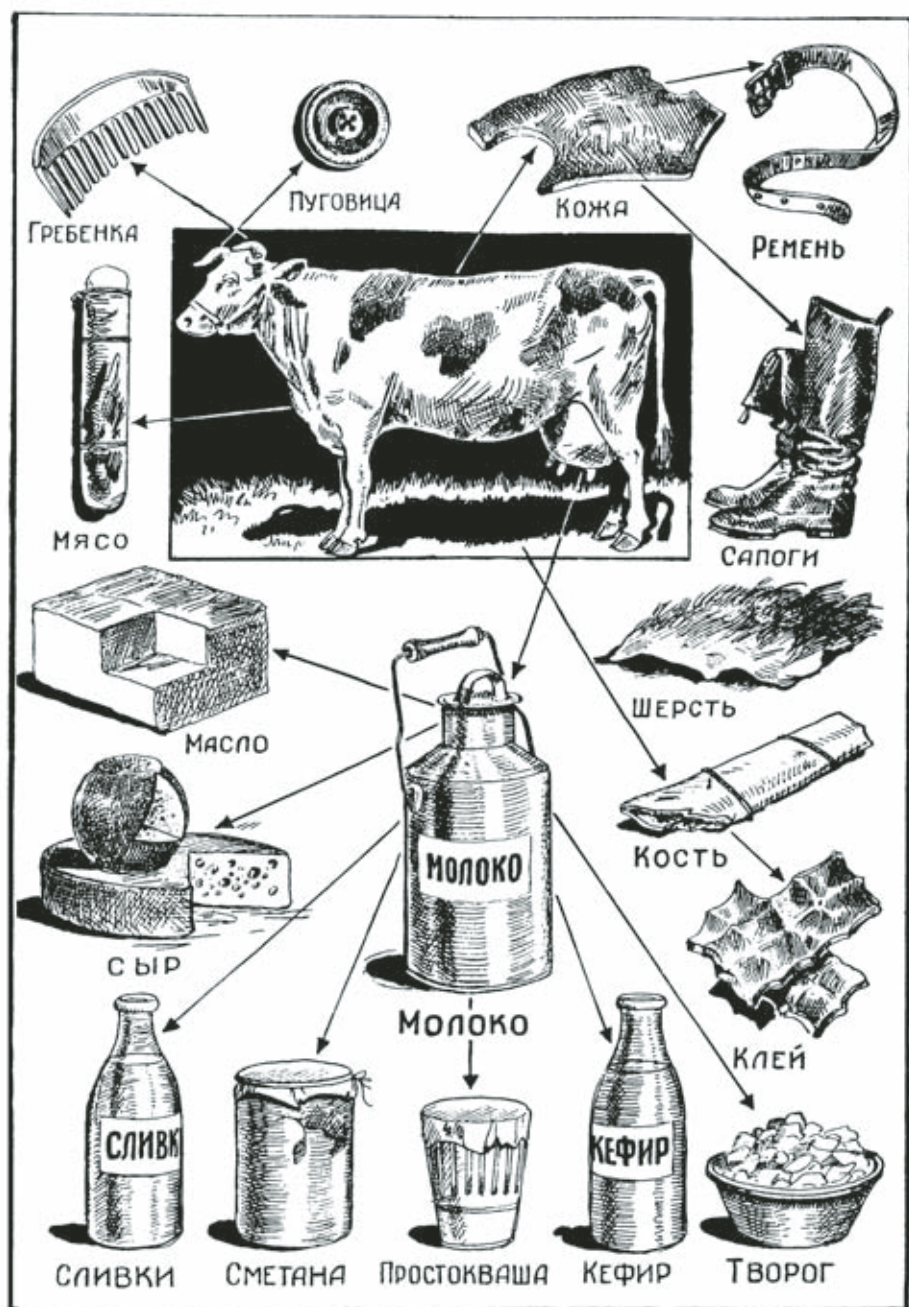 Гребенка
Пуговица
Кожа
Ремень
Мясо
Сапоги
Масло
Шерсть
Сыр
МОЛОКО
Кость
Молоко
Клей
СЛИВК
КЕФИР
Сливки
Сметана
Простокваша
Кефир
Творог